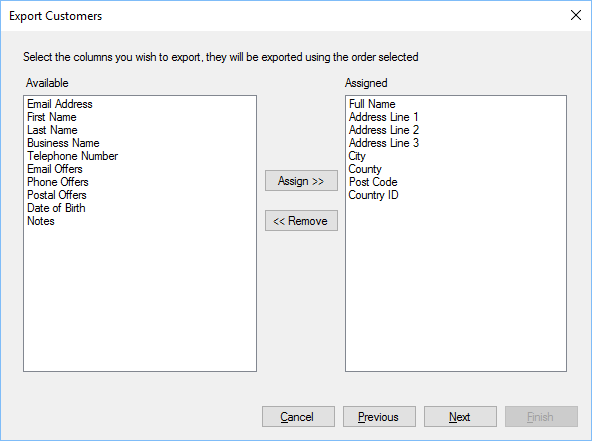 Export Customers
Select the columns you wish to export, they will be exported using the order selected
Available
Email Address
First Name
Last Name
Business Name
Telephone Number
Email Offers
Phone Offers
Postal Offers
Date of Birth
Notes
Assign >>
<< Remove
Assigned
Full Name
Address Line 1
Address Line 2
Address Line 3
City
County
Post Code
Country ID
Cancel
Previous
Next
Finish